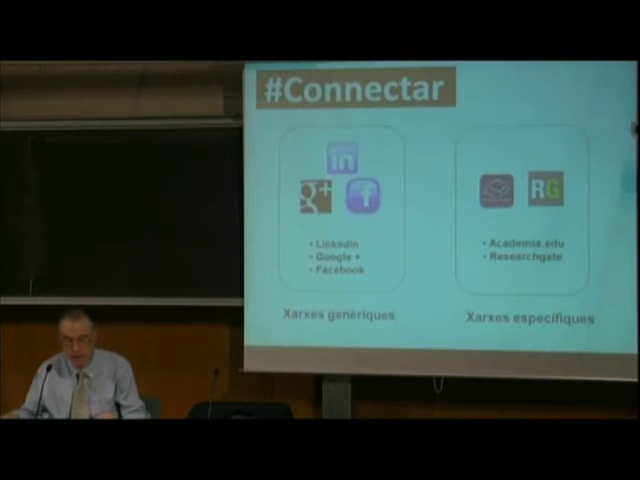 #Connectar
in
g+
f
RG
• Linkedin
• Google +
• Facebook
• Academia.edu
• Researchgate
Xarxes genèriques
Xarxes específiques